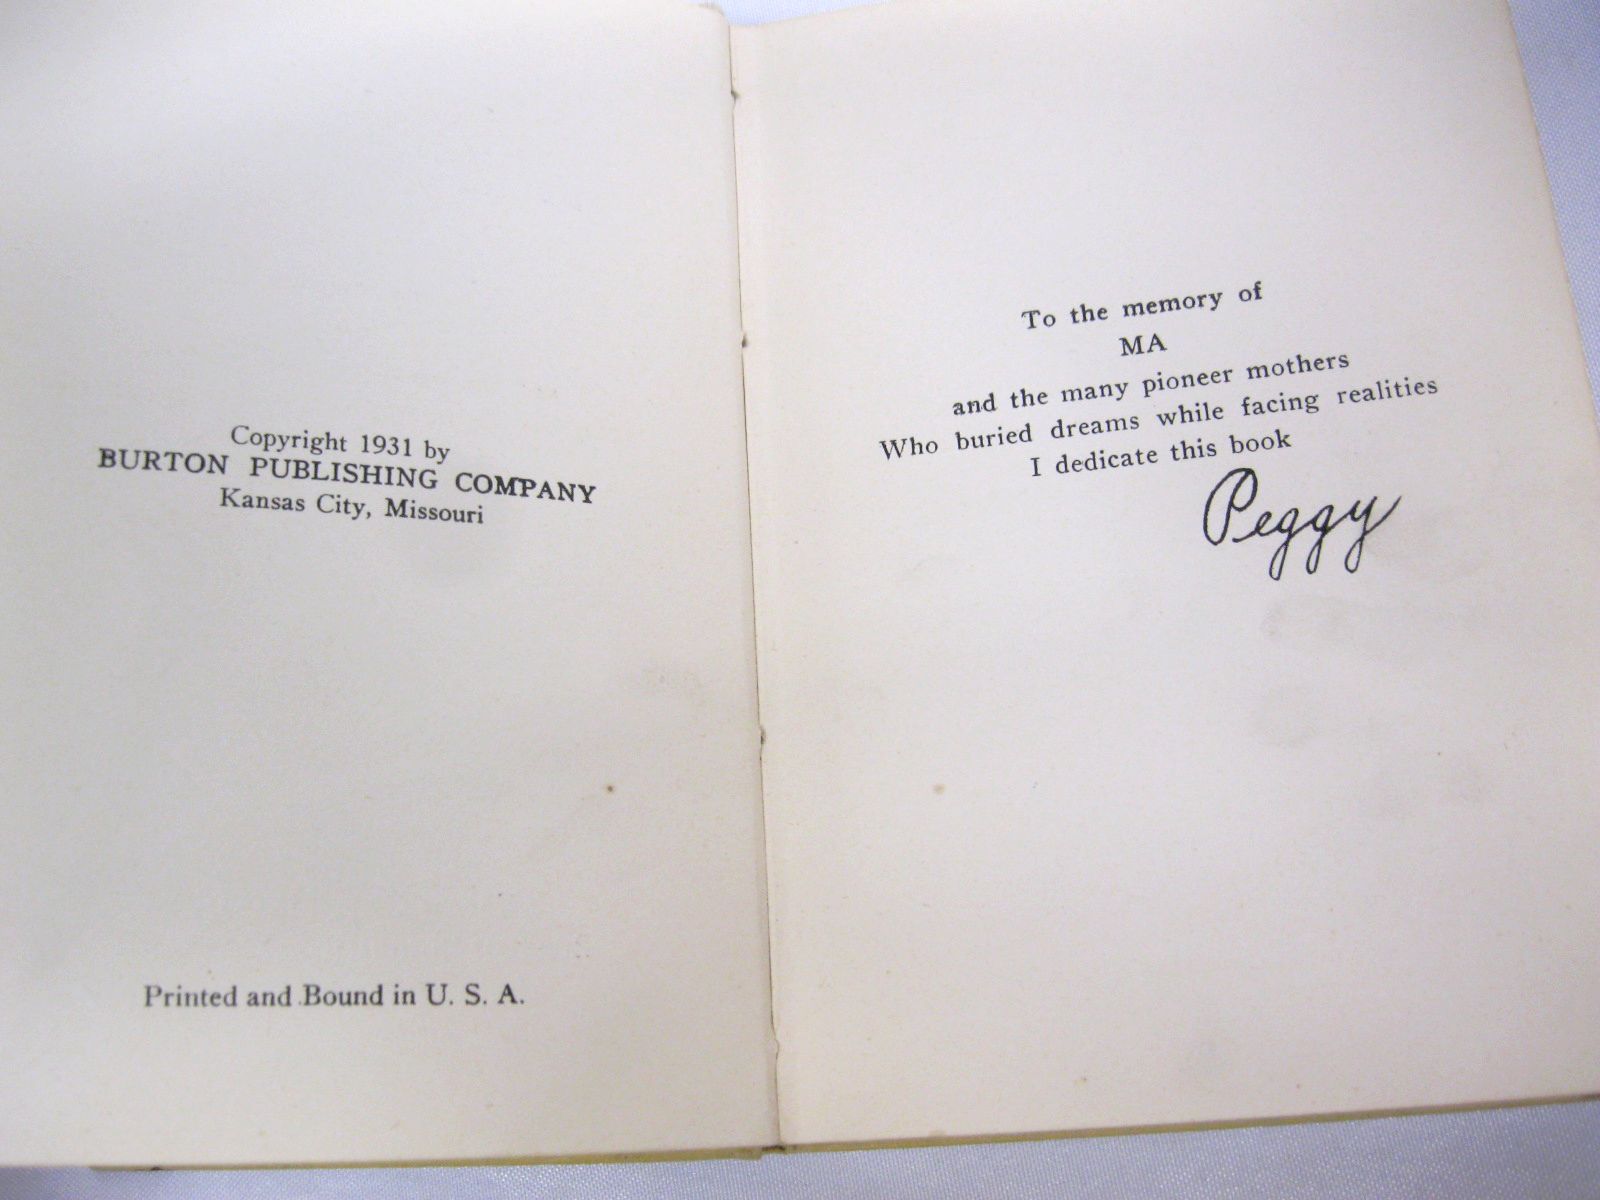 Copyright 1931 by
BURTON PUBLISHING COMPANY
Kansas City, Missouri
Printed and Bound in U. S. A.
To the memory of
MA
and the many pioneer mothers
Who buried dreams while facing realities
I dedicate this book
Peggy